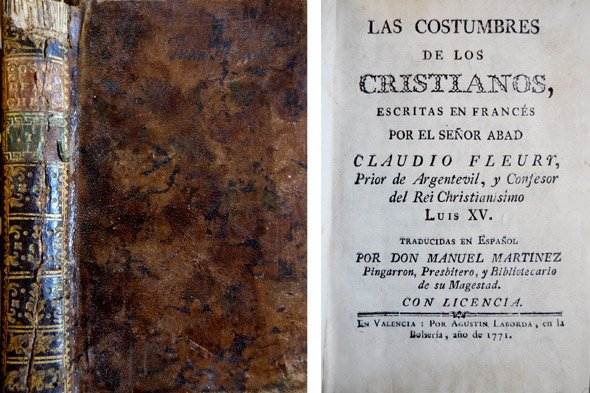 LAS COSTUMBRES
DE LOS
CRISTIANOS,
ESCRITAS EN FRANCÉS
POR EL SEÑOR ABAD
CLAUDIO FLEURY,
Prior de Argentevil, y Confesor
del Rei Christianisimo
LUIS XV.
TRADUCIDAS EN ESPAÑOL
POR DON MANUEL MARTINEZ
Pingarron, Presbitero, y Bibliotecario
de su Magestad.
CON LICENCIA.
EN VALENCIA: POR AGUSTIN LABORDA, en la
Bolsería, año de 1771.